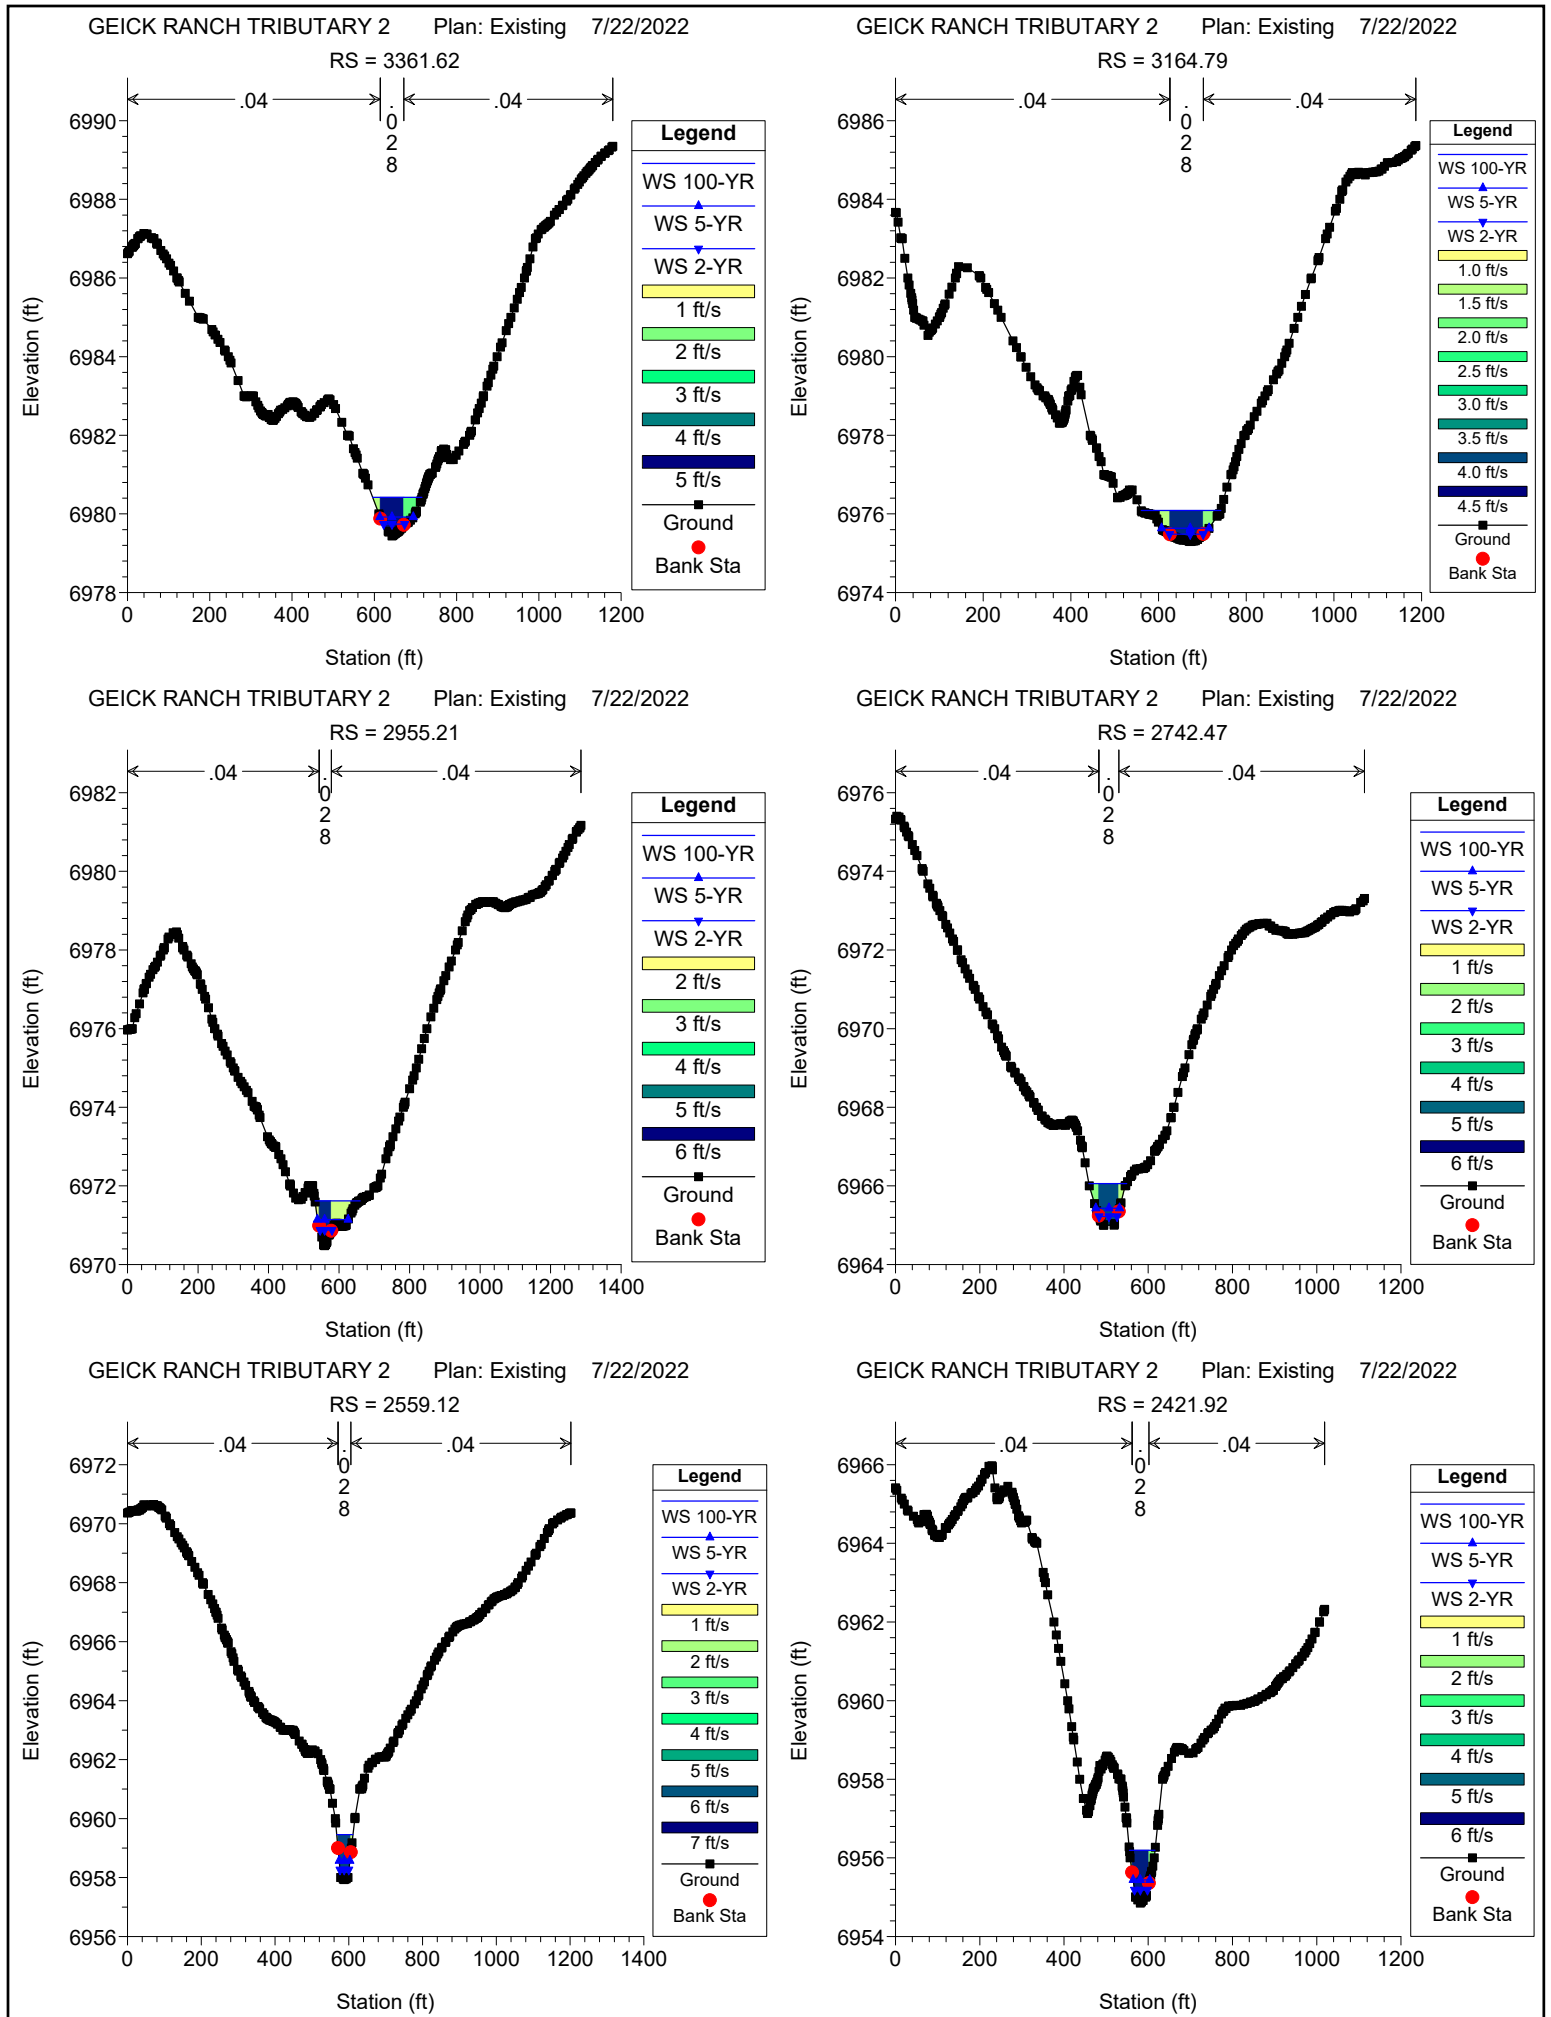 GEICK RANCH TRIBUTARY 2 Plan: Existing 7/22/2022
RS = 3361.62
.04 .028 .04
6990
6988
6986
6984
6982
6980
6978
Elevation (ft)
0 200 400 600 800 1000 1200
Station (ft)
Legend
WS 100-YR
WS 5-YR
WS 2-YR
1 ft/s
2 ft/s
3 ft/s
4 ft/s
5 ft/s
Ground
Bank Sta
GEICK RANCH TRIBUTARY 2 Plan: Existing 7/22/2022
RS = 3164.79
.04 .028 .04
6986
6984
6982
6980
6978
6976
6974
Elevation (ft)
0 200 400 600 800 1000 1200
Station (ft)
Legend
WS 100-YR
WS 5-YR
WS 2-YR
1.0 ft/s
1.5 ft/s
2.0 ft/s
2.5 ft/s
3.0 ft/s
3.5 ft/s
4.0 ft/s
4.5 ft/s
Ground
Bank Sta
GEICK RANCH TRIBUTARY 2 Plan: Existing 7/22/2022
RS = 2955.21
.04 .028 .04
6982
6980
6978
6976
6974
6972
6970
Elevation (ft)
0 200 400 600 800 1000 1200 1400
Station (ft)
Legend
WS 100-YR
WS 5-YR
WS 2-YR
2 ft/s
3 ft/s
4 ft/s
5 ft/s
6 ft/s
Ground
Bank Sta
GEICK RANCH TRIBUTARY 2 Plan: Existing 7/22/2022
RS = 2742.47
.04 .028 .04
6976
6974
6972
6970
6968
6966
6964
Elevation (ft)
0 200 400 600 800 1000 1200
Station (ft)
Legend
WS 100-YR
WS 5-YR
WS 2-YR
1 ft/s
2 ft/s
3 ft/s
4 ft/s
5 ft/s
6 ft/s
Ground
Bank Sta
GEICK RANCH TRIBUTARY 2 Plan: Existing 7/22/2022
RS = 2559.12
.04 .028 .04
6972
6970
6968
6966
6964
6962
6960
6958
6956
Elevation (ft)
0 200 400 600 800 1000 1200 1400
Station (ft)
Legend
WS 100-YR
WS 5-YR
WS 2-YR
1 ft/s
2 ft/s
3 ft/s
4 ft/s
5 ft/s
6 ft/s
7 ft/s
Ground
Bank Sta
GEICK RANCH TRIBUTARY 2 Plan: Existing 7/22/2022
RS = 2421.92
.04 .028 .04
6966
6964
6962
6960
6958
6956
6954
Elevation (ft)
0 200 400 600 800 1000 1200
Station (ft)
Legend
WS 100-YR
WS 5-YR
WS 2-YR
1 ft/s
2 ft/s
3 ft/s
4 ft/s
5 ft/s
6 ft/s
Ground
Bank Sta